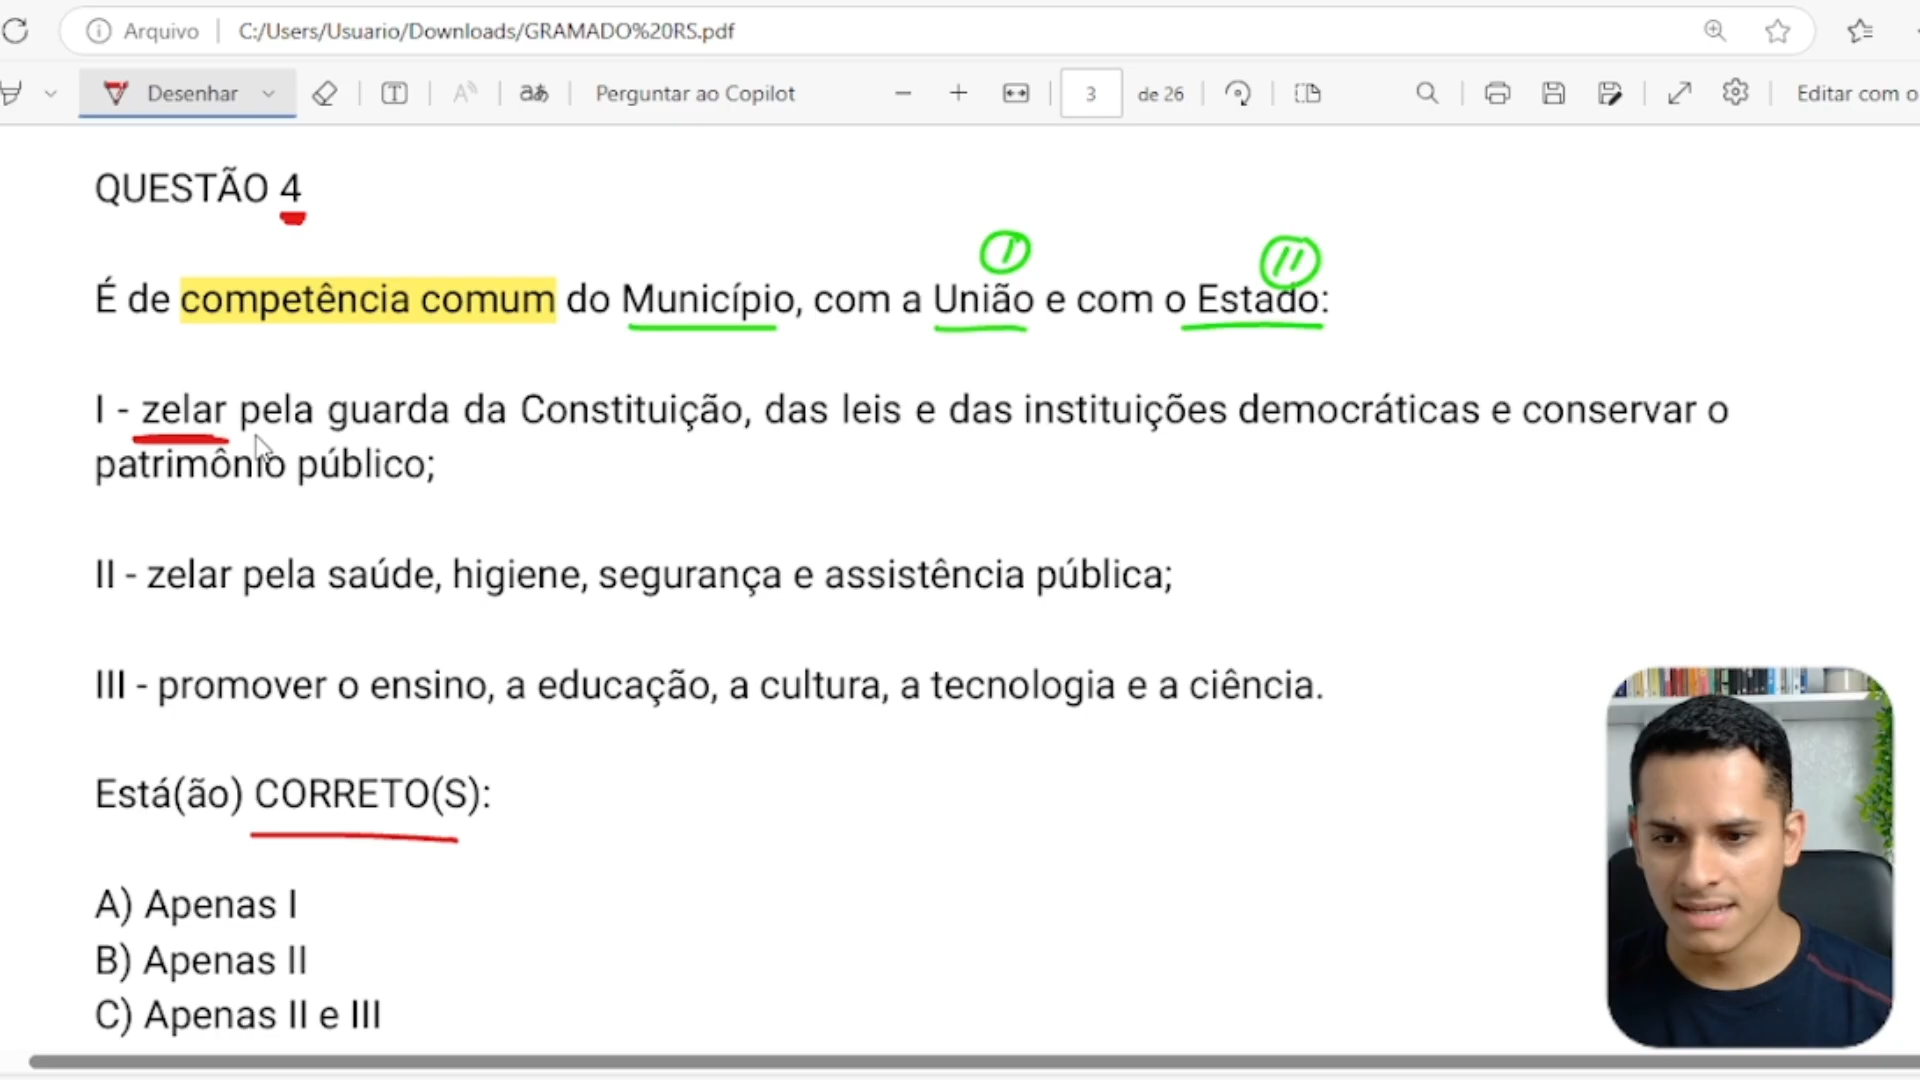 Arquivo | C:/Users/Usuario/Downloads/GRAMADO%20RS.pdf
Desenhar Perguntar ao Copilot 3 de 26 Editar com o
QUESTÃO 4
I II
É de competência comum do Município, com a União e com o Estado:
I - zelar pela guarda da Constituição, das leis e das instituições democráticas e conservar o
patrimônio público;
II - zelar pela saúde, higiene, segurança e assistência pública;
III - promover o ensino, a educação, a cultura, a tecnologia e a ciência.
Está(ão) CORRETO(S):
A) Apenas I
B) Apenas II
C) Apenas II e III